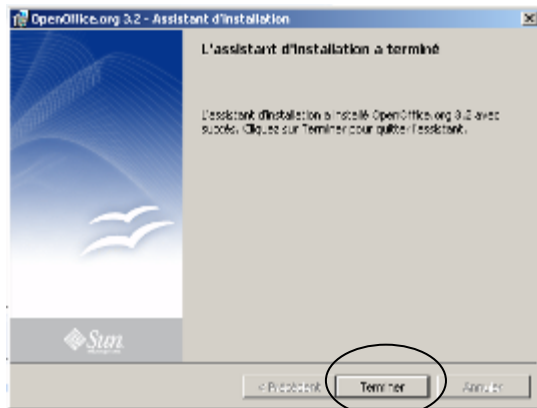 OpenOffice.org 3.2 - Assistant d'installation
L'assistant d'installation a terminé
L'assistant d'installation a installé OpenOffice.org 3.2 avec
succès. Cliquez sur Terminer pour quitter l'assistant.
Sun
< Précédent Terminer Annuler